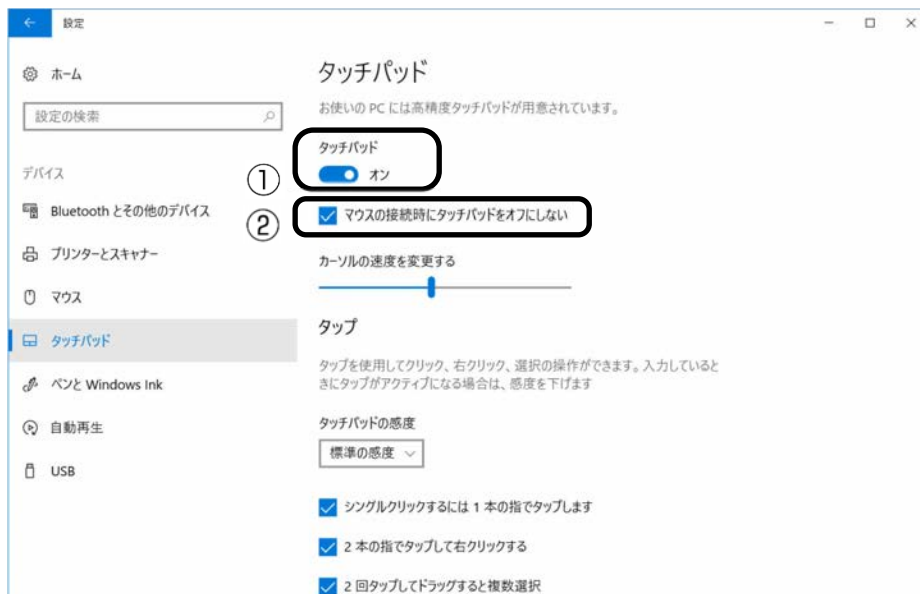 設定
ホーム
設定の検索
デバイス
Bluetooth とその他のデバイス
プリンターとスキャナー
マウス
タッチパッド
ペンと Windows Ink
自動再生
USB
タッチパッド
お使いの PC には高精度タッチパッドが用意されています。
①
タッチパッド
オン
②
マウスの接続時にタッチパッドをオフにしない
カーソルの速度を変更する
タップ
タップを使用してクリック、右クリック、選択の操作ができます。入力していると
きにタップがアクティブになる場合は、感度を下げます
タッチパッドの感度
標準の感度
シングルクリックするには 1 本の指でタップします
2 本の指でタップして右クリックする
2 回タップしてドラッグすると複数選択